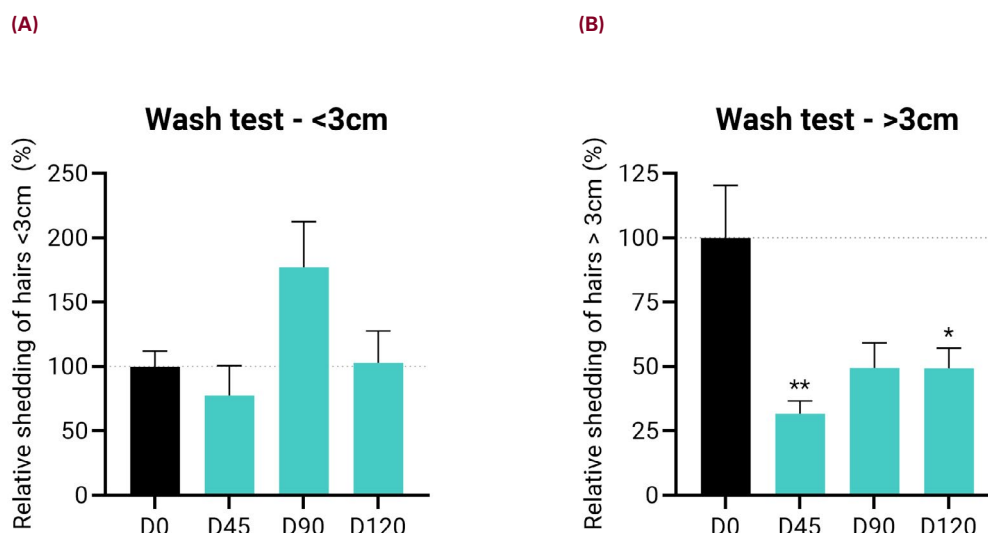 (A)
Wash test - <3cm
Relative shedding of hairs <3cm (%)
250
200
150
100
50
0
D0 D45 D90 D120
(B)
Wash test - >3cm
Relative shedding of hairs > 3cm (%)
125
100
75
50
25
0
**
*
D0 D45 D90 D120